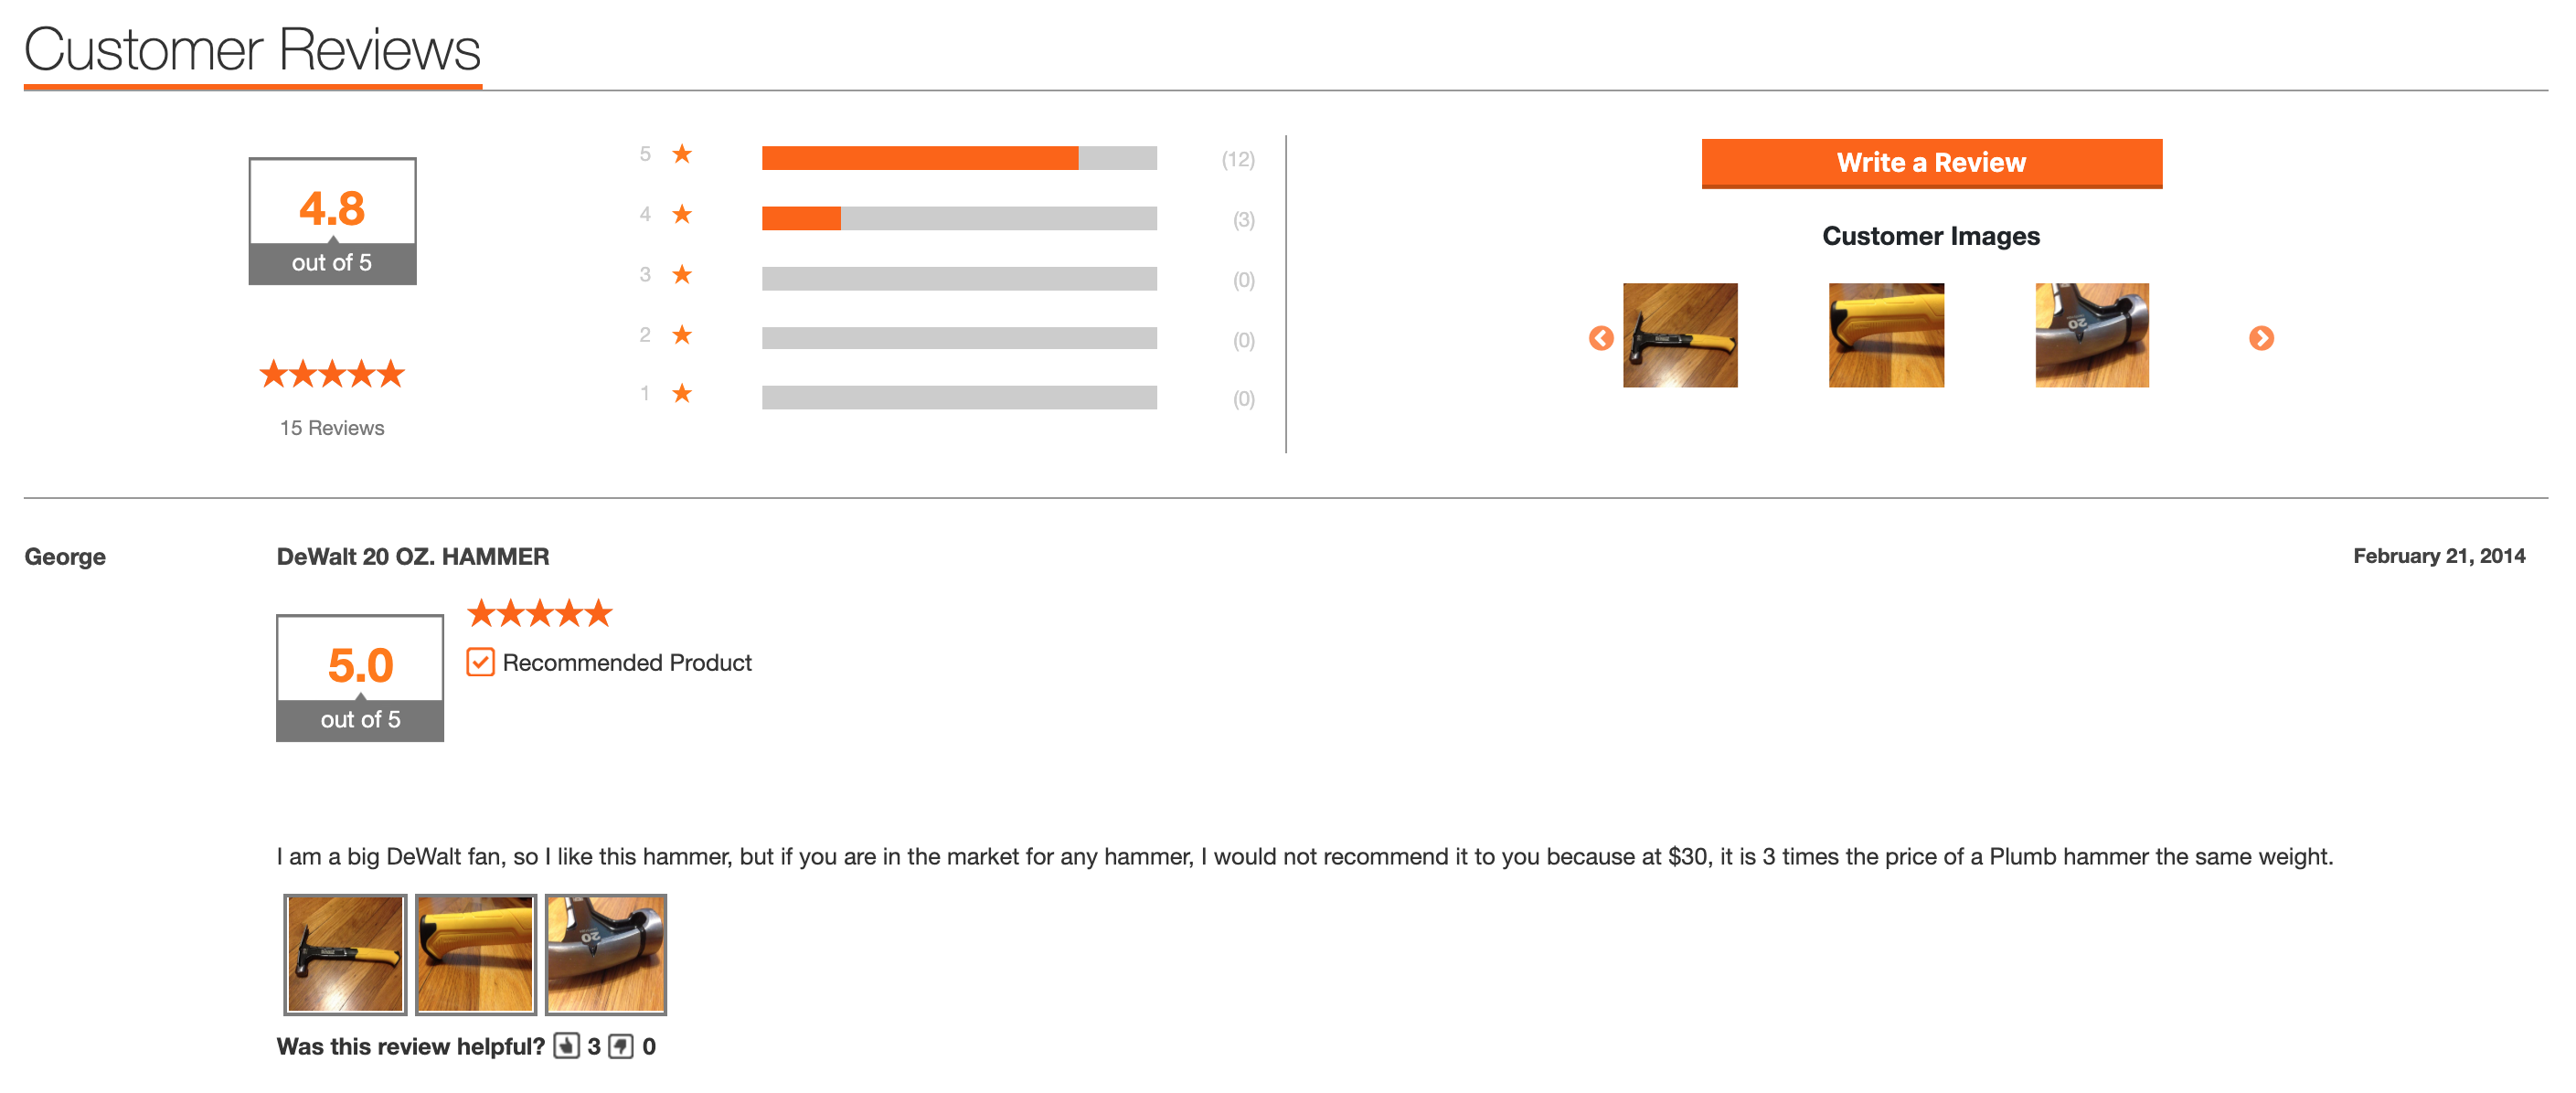 Customer Reviews
4.8
out of 5
15 Reviews
5 (12)
4 (3)
3 (0)
2 (0)
1 (0)
Write a Review
Customer Images
20
George
DeWalt 20 OZ. HAMMER
February 21, 2014
5.0
out of 5
Recommended Product
I am a big DeWalt fan, so I like this hammer, but if you are in the market for any hammer, I would not recommend it to you because at $30, it is 3 times the price of a Plumb hammer the same weight.
20
Was this review helpful? 3 0